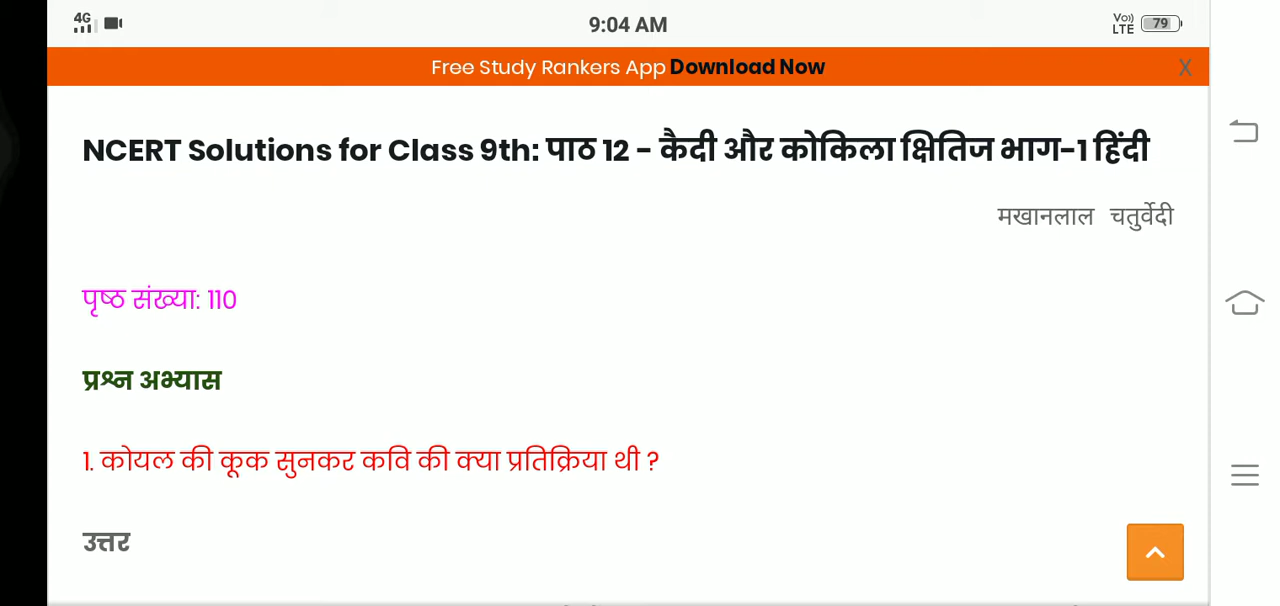 4G 9:04 AM Vo)) LTE 79
Free Study Rankers App Download Now X
NCERT Solutions for Class 9th: पाठ 12 - कैदी और कोकिला क्षितिज भाग-1 हिंदी
मखानलाल चतुर्वेदी
पृष्ठ संख्या: 110
प्रश्न अभ्यास
1. कोयल की कूक सुनकर कवि की क्या प्रतिक्रिया थी ?
उत्तर